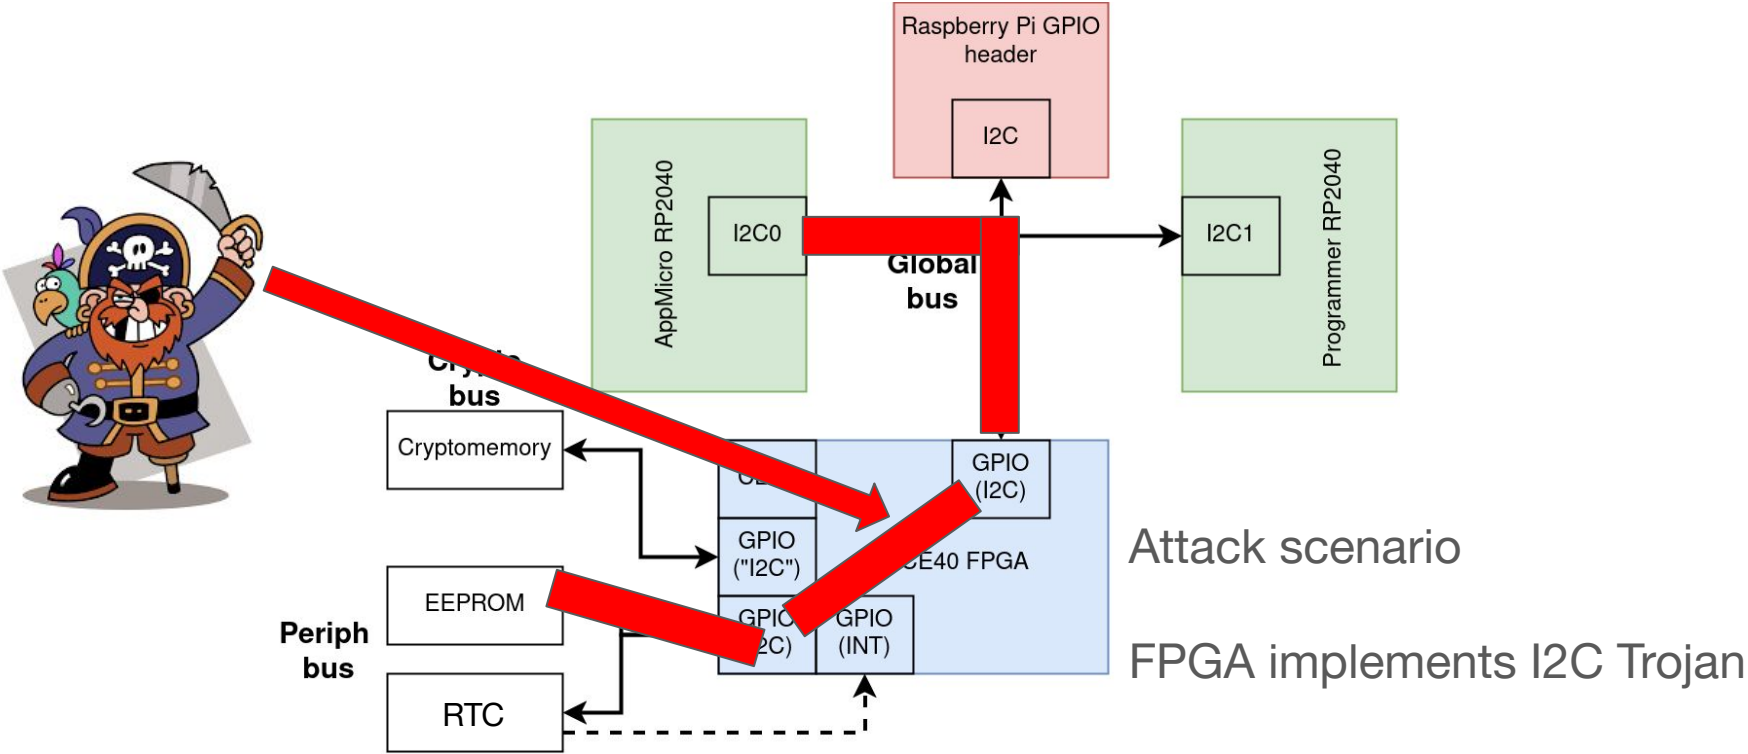 Raspberry Pi GPIO
header
I2C
AppMicro RP2040
I2C0
Global
bus
I2C1
Programmer RP2040
bus
Cryptomemory
GPIO
(I2C)
GPIO
("I2C")
FPGA
Attack scenario
EEPROM
GPIO
(INT)
Periph
bus
FPGA implements I2C Trojan
RTC